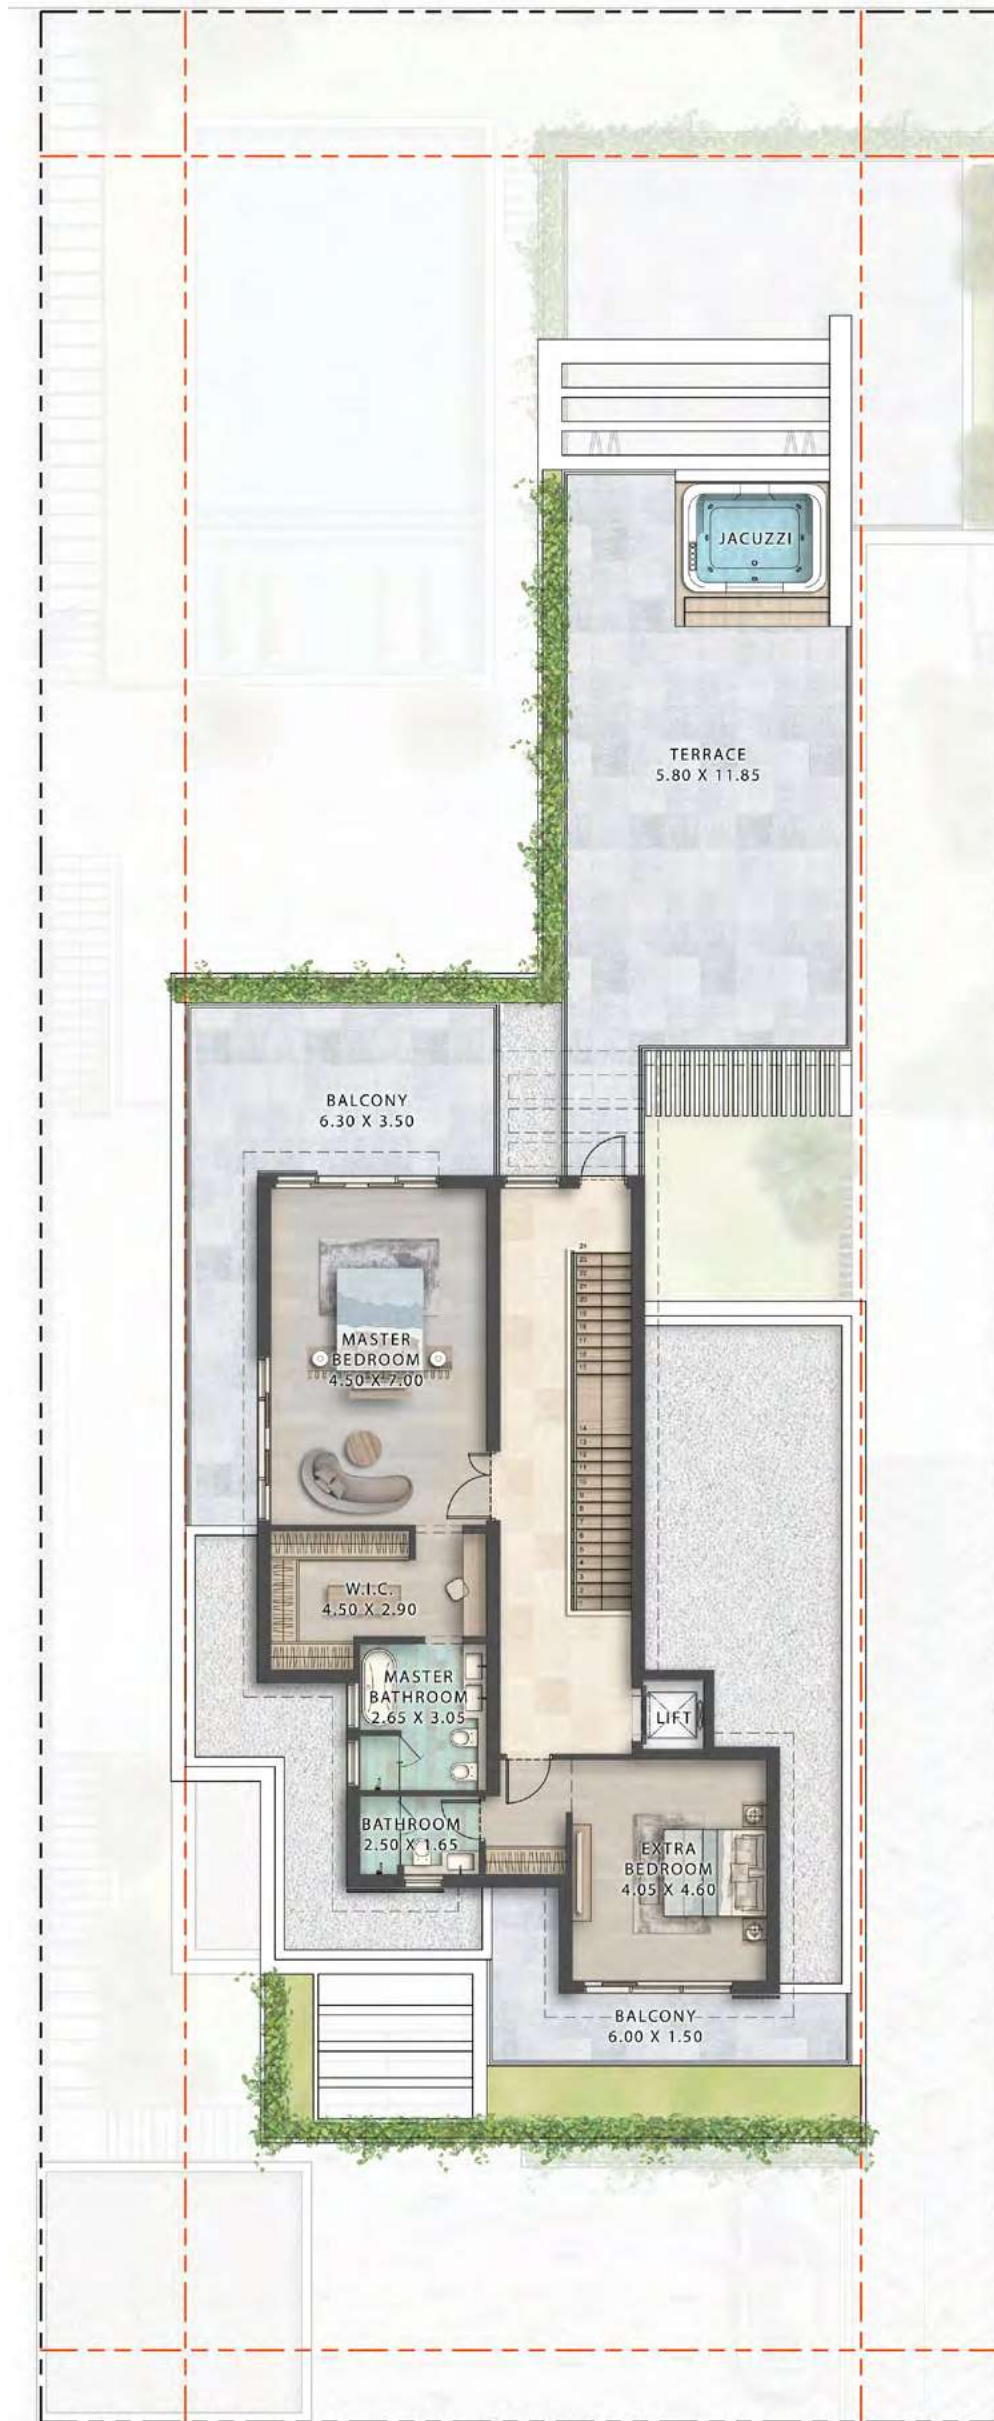 JACUZZI
TERRACE
5.80 X 11.85
BALCONY
6.30 X 3.50
MASTER
BEDROOM
4.50 X 7.00
W.I.C.
4.50 X 2.90
MASTER
BATHROOM
2.65 X 3.05
LIFT
BATHROOM
2.50 X 1.65
EXTRA
BEDROOM
4.05 X 4.60
BALCONY
6.00 X 1.50